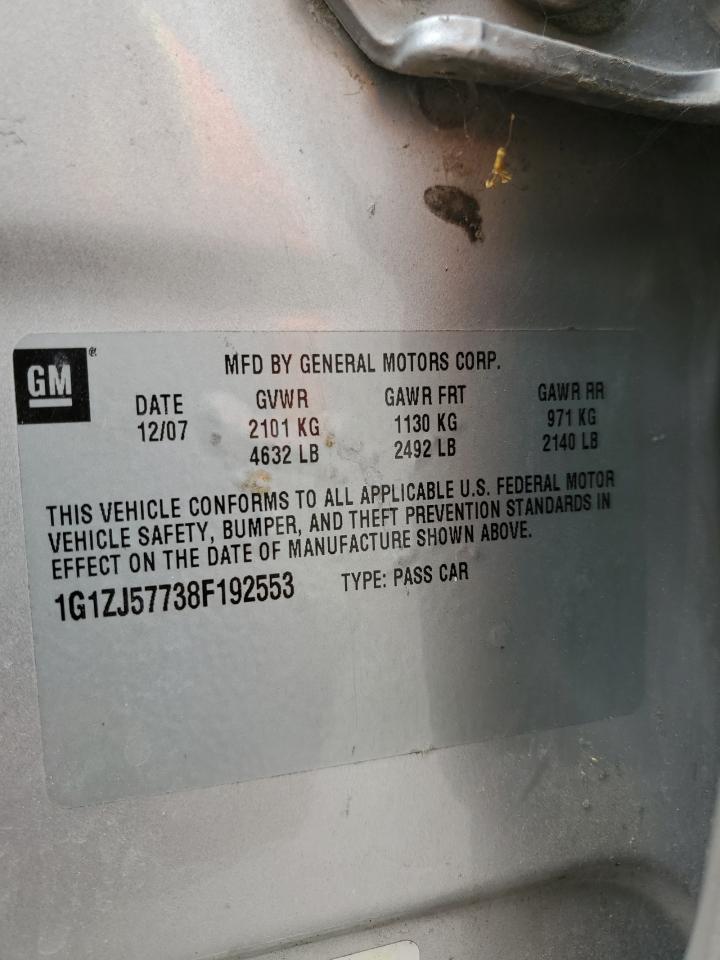 GM®
MFD BY GENERAL MOTORS CORP.
DATE GVWR GAWR FRT GAWR RR
12/07 2101 KG 1130 KG 971 KG
4632 LB 2492 LB 2140 LB
THIS VEHICLE CONFORMS TO ALL APPLICABLE U.S. FEDERAL MOTOR
VEHICLE SAFETY, BUMPER, AND THEFT PREVENTION STANDARDS IN
EFFECT ON THE DATE OF MANUFACTURE SHOWN ABOVE.
1G1ZJ57738F192553 TYPE: PASS CAR